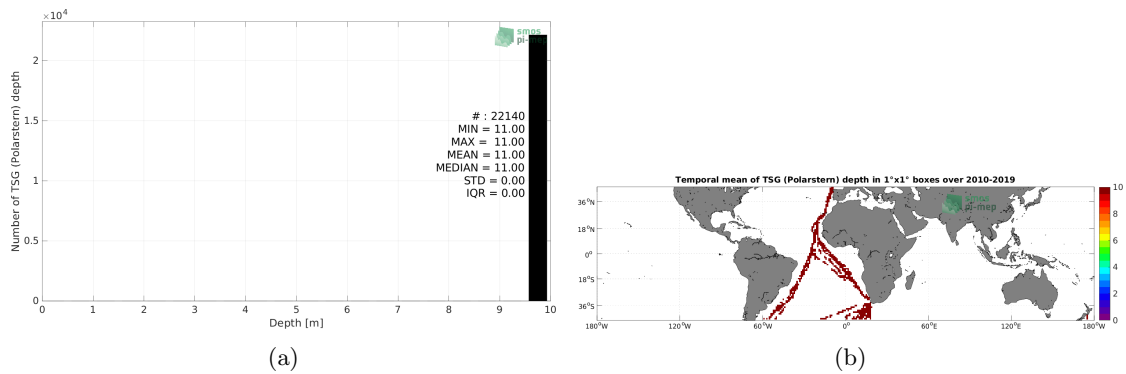 ×10⁴
smos
pi-mep
2
1.5
1
0.5
0
Number of TSG (Polarstern) depth
# : 22140
MIN = 11.00
MAX = 11.00
MEAN = 11.00
MEDIAN = 11.00
STD = 0.00
IQR = 0.00
0 1 2 3 4 5 6 7 8 9 10
Depth [m]
(a)
Temporal mean of TSG (Polarstern) depth in 1°x1° boxes over 2010-2019
smos
pi-mep
36°N
18°N
0°
18°S
36°S
180°W 120°W 60°W 0° 60°E 120°E 180°W
10
8
6
4
2
0
(b)